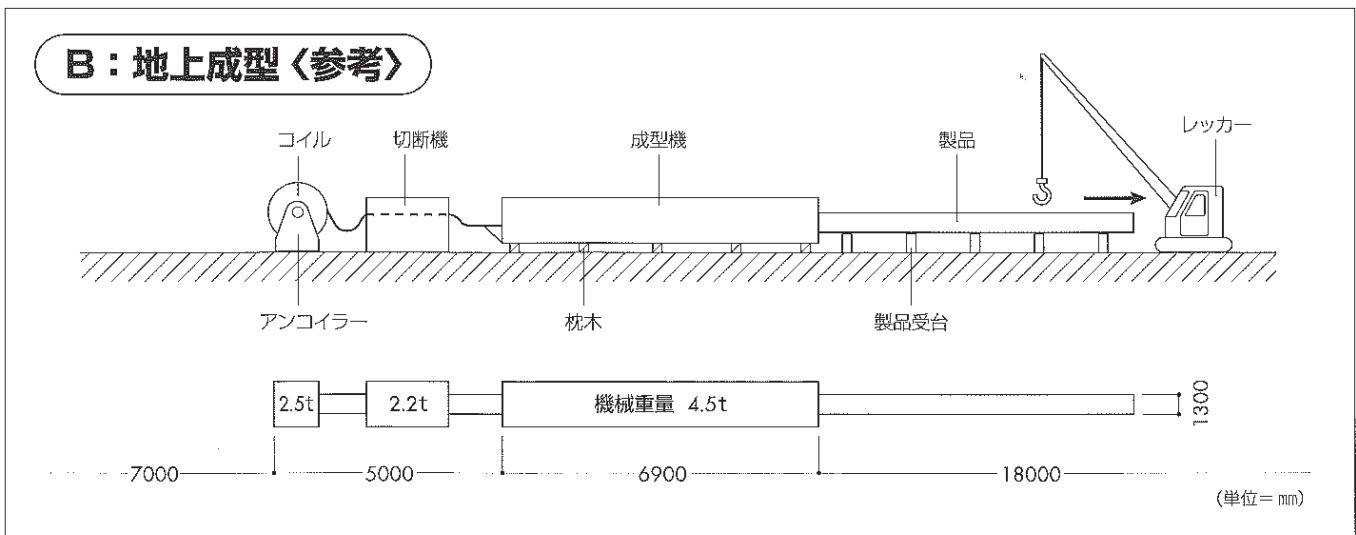 B：地上成型〈参考〉
コイル
切断機
成型機
製品
レッカー
アンコイラー
枕木
製品受台
2.5t
2.2t
機械重量 4.5t
1300
7000
5000
6900
18000
(単位＝㎜)